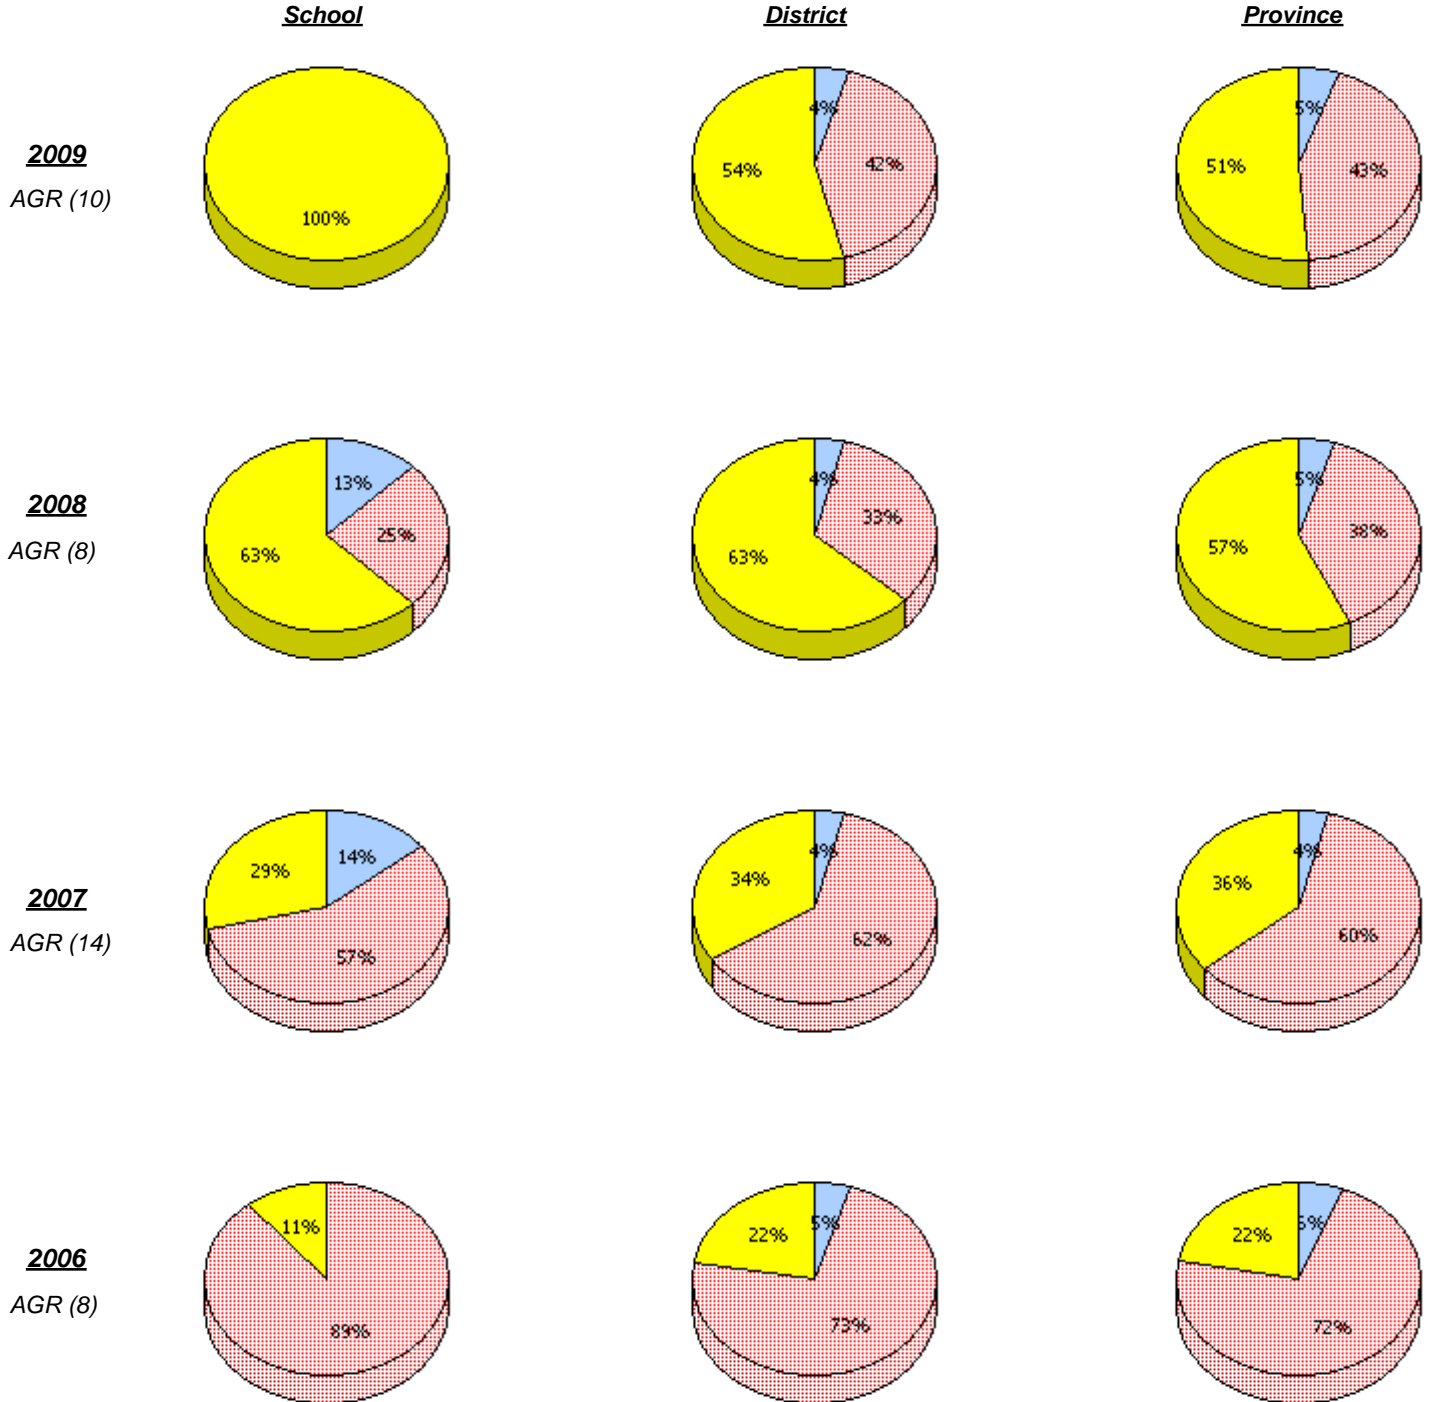 School District Province
2009
AGR (10)
100%
54% 4% 42%
51% 5% 43%
2008
AGR (8)
63% 13% 25%
63% 4% 33%
57% 5% 38%
2007
AGR (14)
29% 14% 57%
34% 4% 62%
36% 4% 60%
2006
AGR (8)
11% 89%
22% 5% 73%
22% 72%